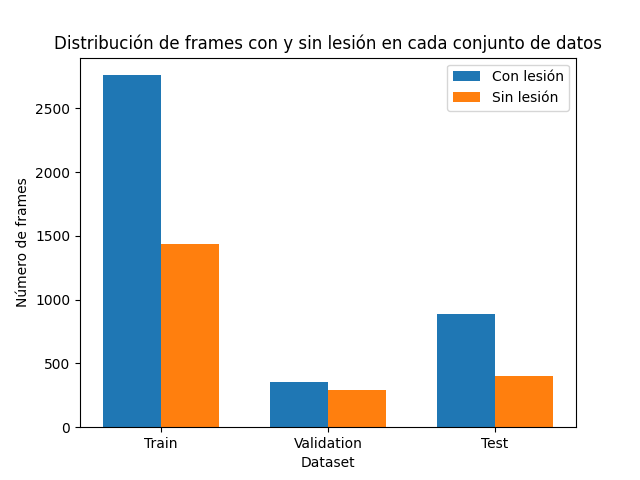 Distribución de frames con y sin lesión en cada conjunto de datos
Con lesión
Sin lesión
Número de frames
2500
2000
1500
1000
500
0
Train
Validation
Test
Dataset